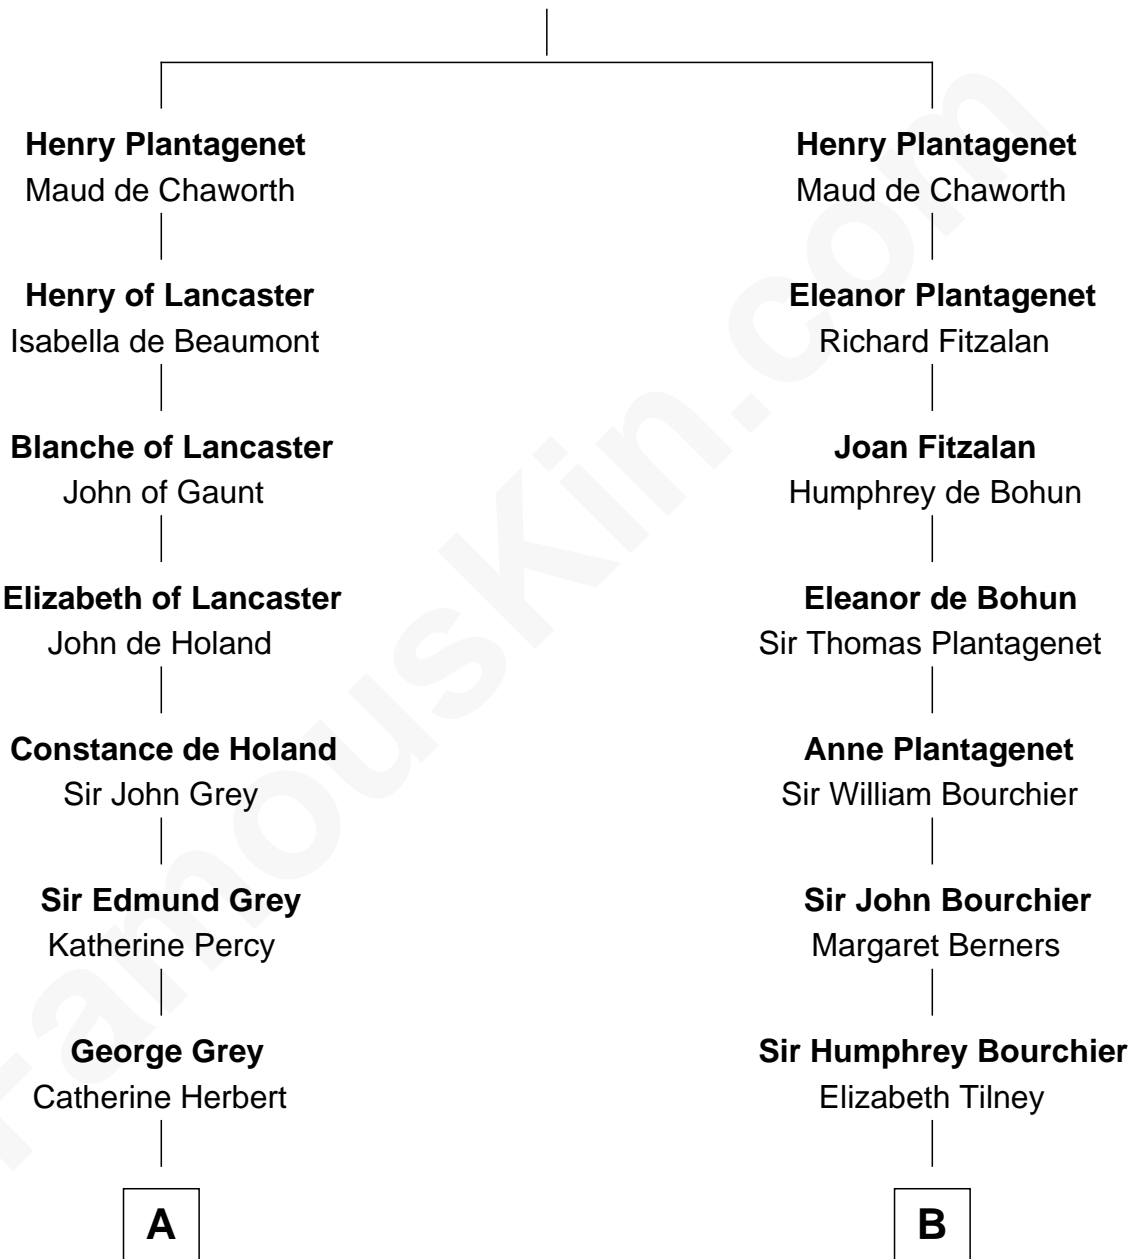 Henry Plantagenet
Maud de Chaworth
Henry of Lancaster
Isabella de Beaumont
Blanche of Lancaster
John of Gaunt
Elizabeth of Lancaster
John de Holand
Constance de Holand
Sir John Grey
Sir Edmund Grey
Katherine Percy
George Grey
Catherine Herbert
A
Henry Plantagenet
Maud de Chaworth
Eleanor Plantagenet
Richard Fitzalan
Joan Fitzalan
Humphrey de Bohun
Eleanor de Bohun
Sir Thomas Plantagenet
Anne Plantagenet
Sir William Bourchier
Sir John Bourchier
Margaret Berners
Sir Humphrey Bourchier
Elizabeth Tilney
B
FamousKin.com